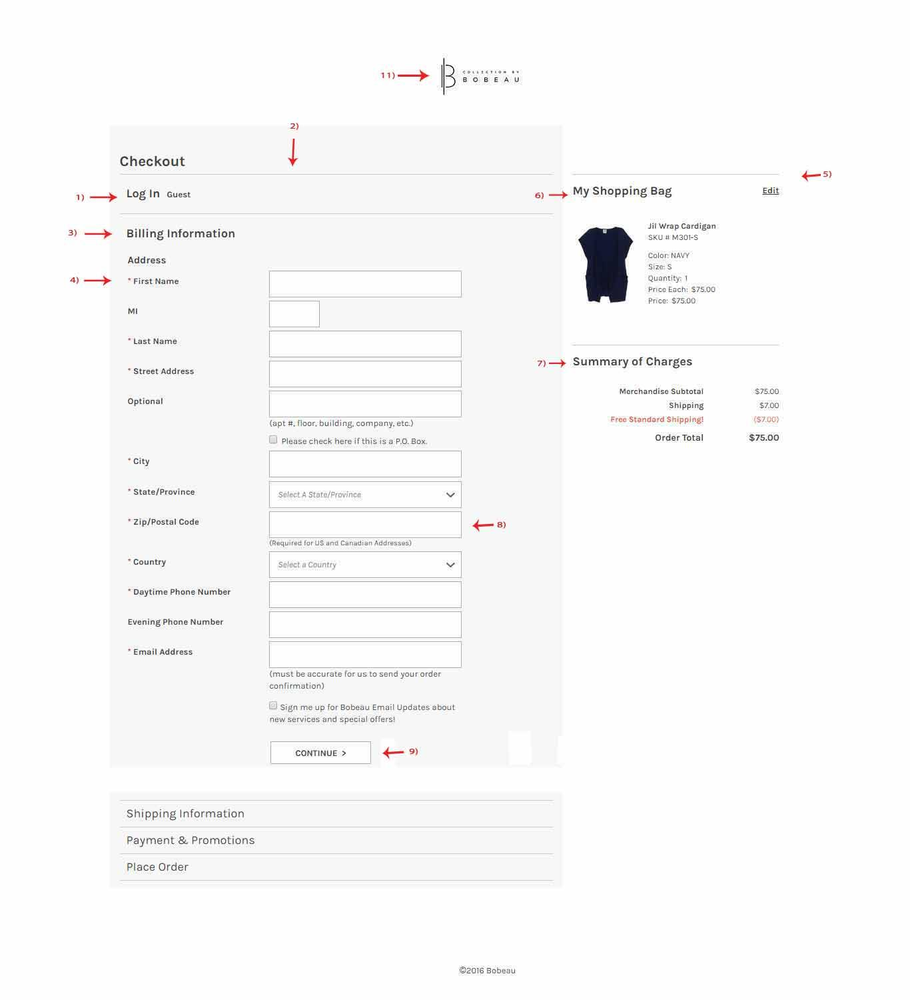 11)
COLLECTION BY
BOBEAU
2)
Checkout
5)
1)
Log In Guest
6)
My Shopping Bag Edit
3)
Billing Information
Jil Wrap Cardigan
SKU # M301-S
Color: NAVY
Size: S
Quantity: 1
Price Each: $75.00
Price: $75.00
Address
4)
* First Name
MI
* Last Name
* Street Address
Optional
(apt #, floor, building, company, etc.)
Please check here if this is a P.O. Box.
7)
Summary of Charges
Merchandise Subtotal $75.00
Shipping $7.00
Free Standard Shipping! ($7.00)
Order Total $75.00
* City
* State/Province Select A State/Province
* Zip/Postal Code
8)
(Required for US and Canadian Addresses)
* Country Select a Country
* Daytime Phone Number
Evening Phone Number
* Email Address
(must be accurate for us to send your order
confirmation)
Sign me up for Bobeau Email Updates about
new services and special offers!
CONTINUE >
9)
Shipping Information
Payment & Promotions
Place Order
©2016 Bobeau